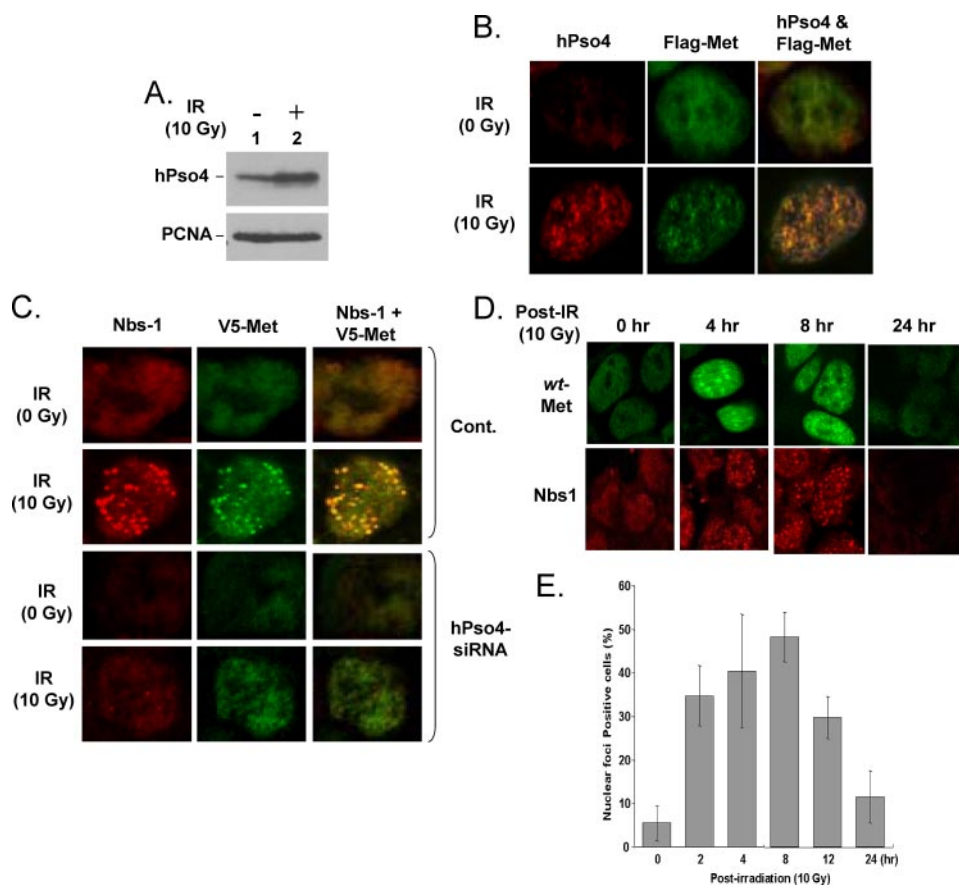 A.
IR
(10 Gy)
- +
1 2
hPso4
PCNA
B.
hPso4 Flag-Met hPso4 &
Flag-Met
IR
(0 Gy)
IR
(10 Gy)
C.
Nbs-1 V5-Met Nbs-1 +
V5-Met
IR
(0 Gy)
IR
(10 Gy)
Cont.
IR
(0 Gy)
IR
(10 Gy)
hPso4-
siRNA
D.
Post-IR
(10 Gy)
0 hr 4 hr 8 hr 24 hr
wt-
Met
Nbs1
E.
Nuclear foci Positive cells (%)
60
50
40
30
20
10
0
0 2 4 8 12 24 (hr)
Post-irradiation (10 Gy)